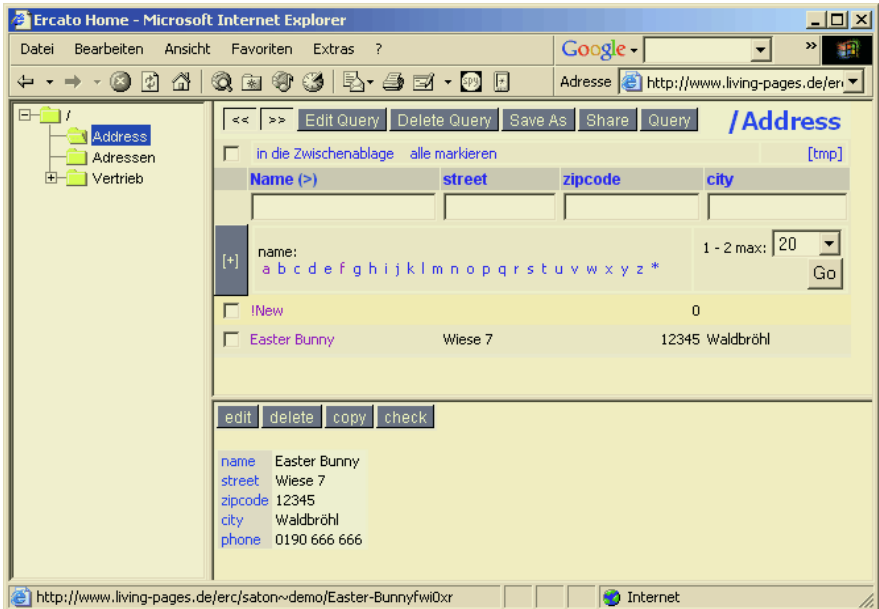 Ercato Home - Microsoft Internet Explorer
Datei Bearbeiten Ansicht Favoriten Extras ? Google »
Adresse http://www.living-pages.de/er
/
Address
Adressen
Vertrieb
<< >> Edit Query Delete Query Save As Share Query /Address
in die Zwischenablage alle markieren [tmp]
Name (>) street zipcode city
[+] name: 1 - 2 max: 20
a b c d e f g h i j k l m n o p q r s t u v w x y z *
Go
!New 0
Easter Bunny Wiese 7 12345 Waldbröhl
edit delete copy check
name Easter Bunny
street Wiese 7
zipcode 12345
city Waldbröhl
phone 0190 666 666
http://www.living-pages.de/erc/saton~demo/Easter-Bunnyfwi0xr Internet